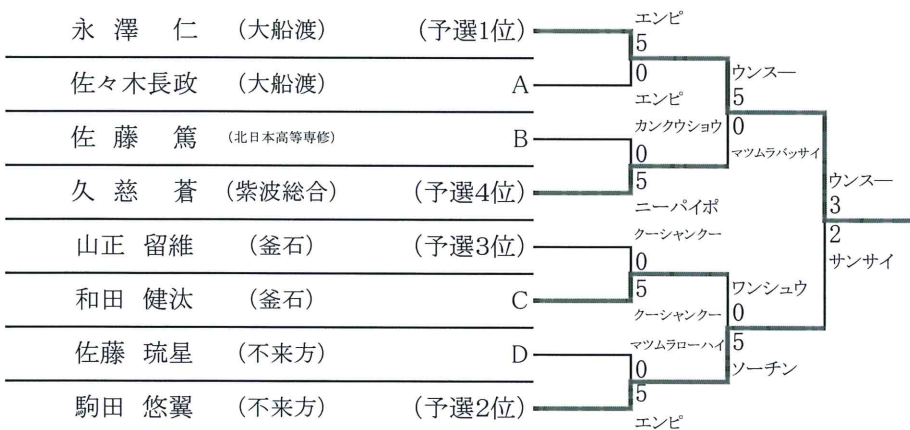 永 澤 仁 (大船渡) (予選1位)
エンピ
5
0
エンピ
佐々木長政 (大船渡) A
ウンスー
5
0
マツムラバッサイ
佐 藤 篤 (北日本高等専修) B
カンクウショウ
0
5
ニーパイポ
久 慈 蒼 (紫波総合) (予選4位)
ウンスー
3
2
サンサイ
山正 留維 (釜石) (予選3位)
クーシャンクー
0
5
クーシャンクー
和田 健汰 (釜石) C
ワンシュウ
0
5
ソーチン
佐藤 琉星 (不来方) D
マツムラローハイ
0
5
エンピ
駒田 悠翼 (不来方) (予選2位)